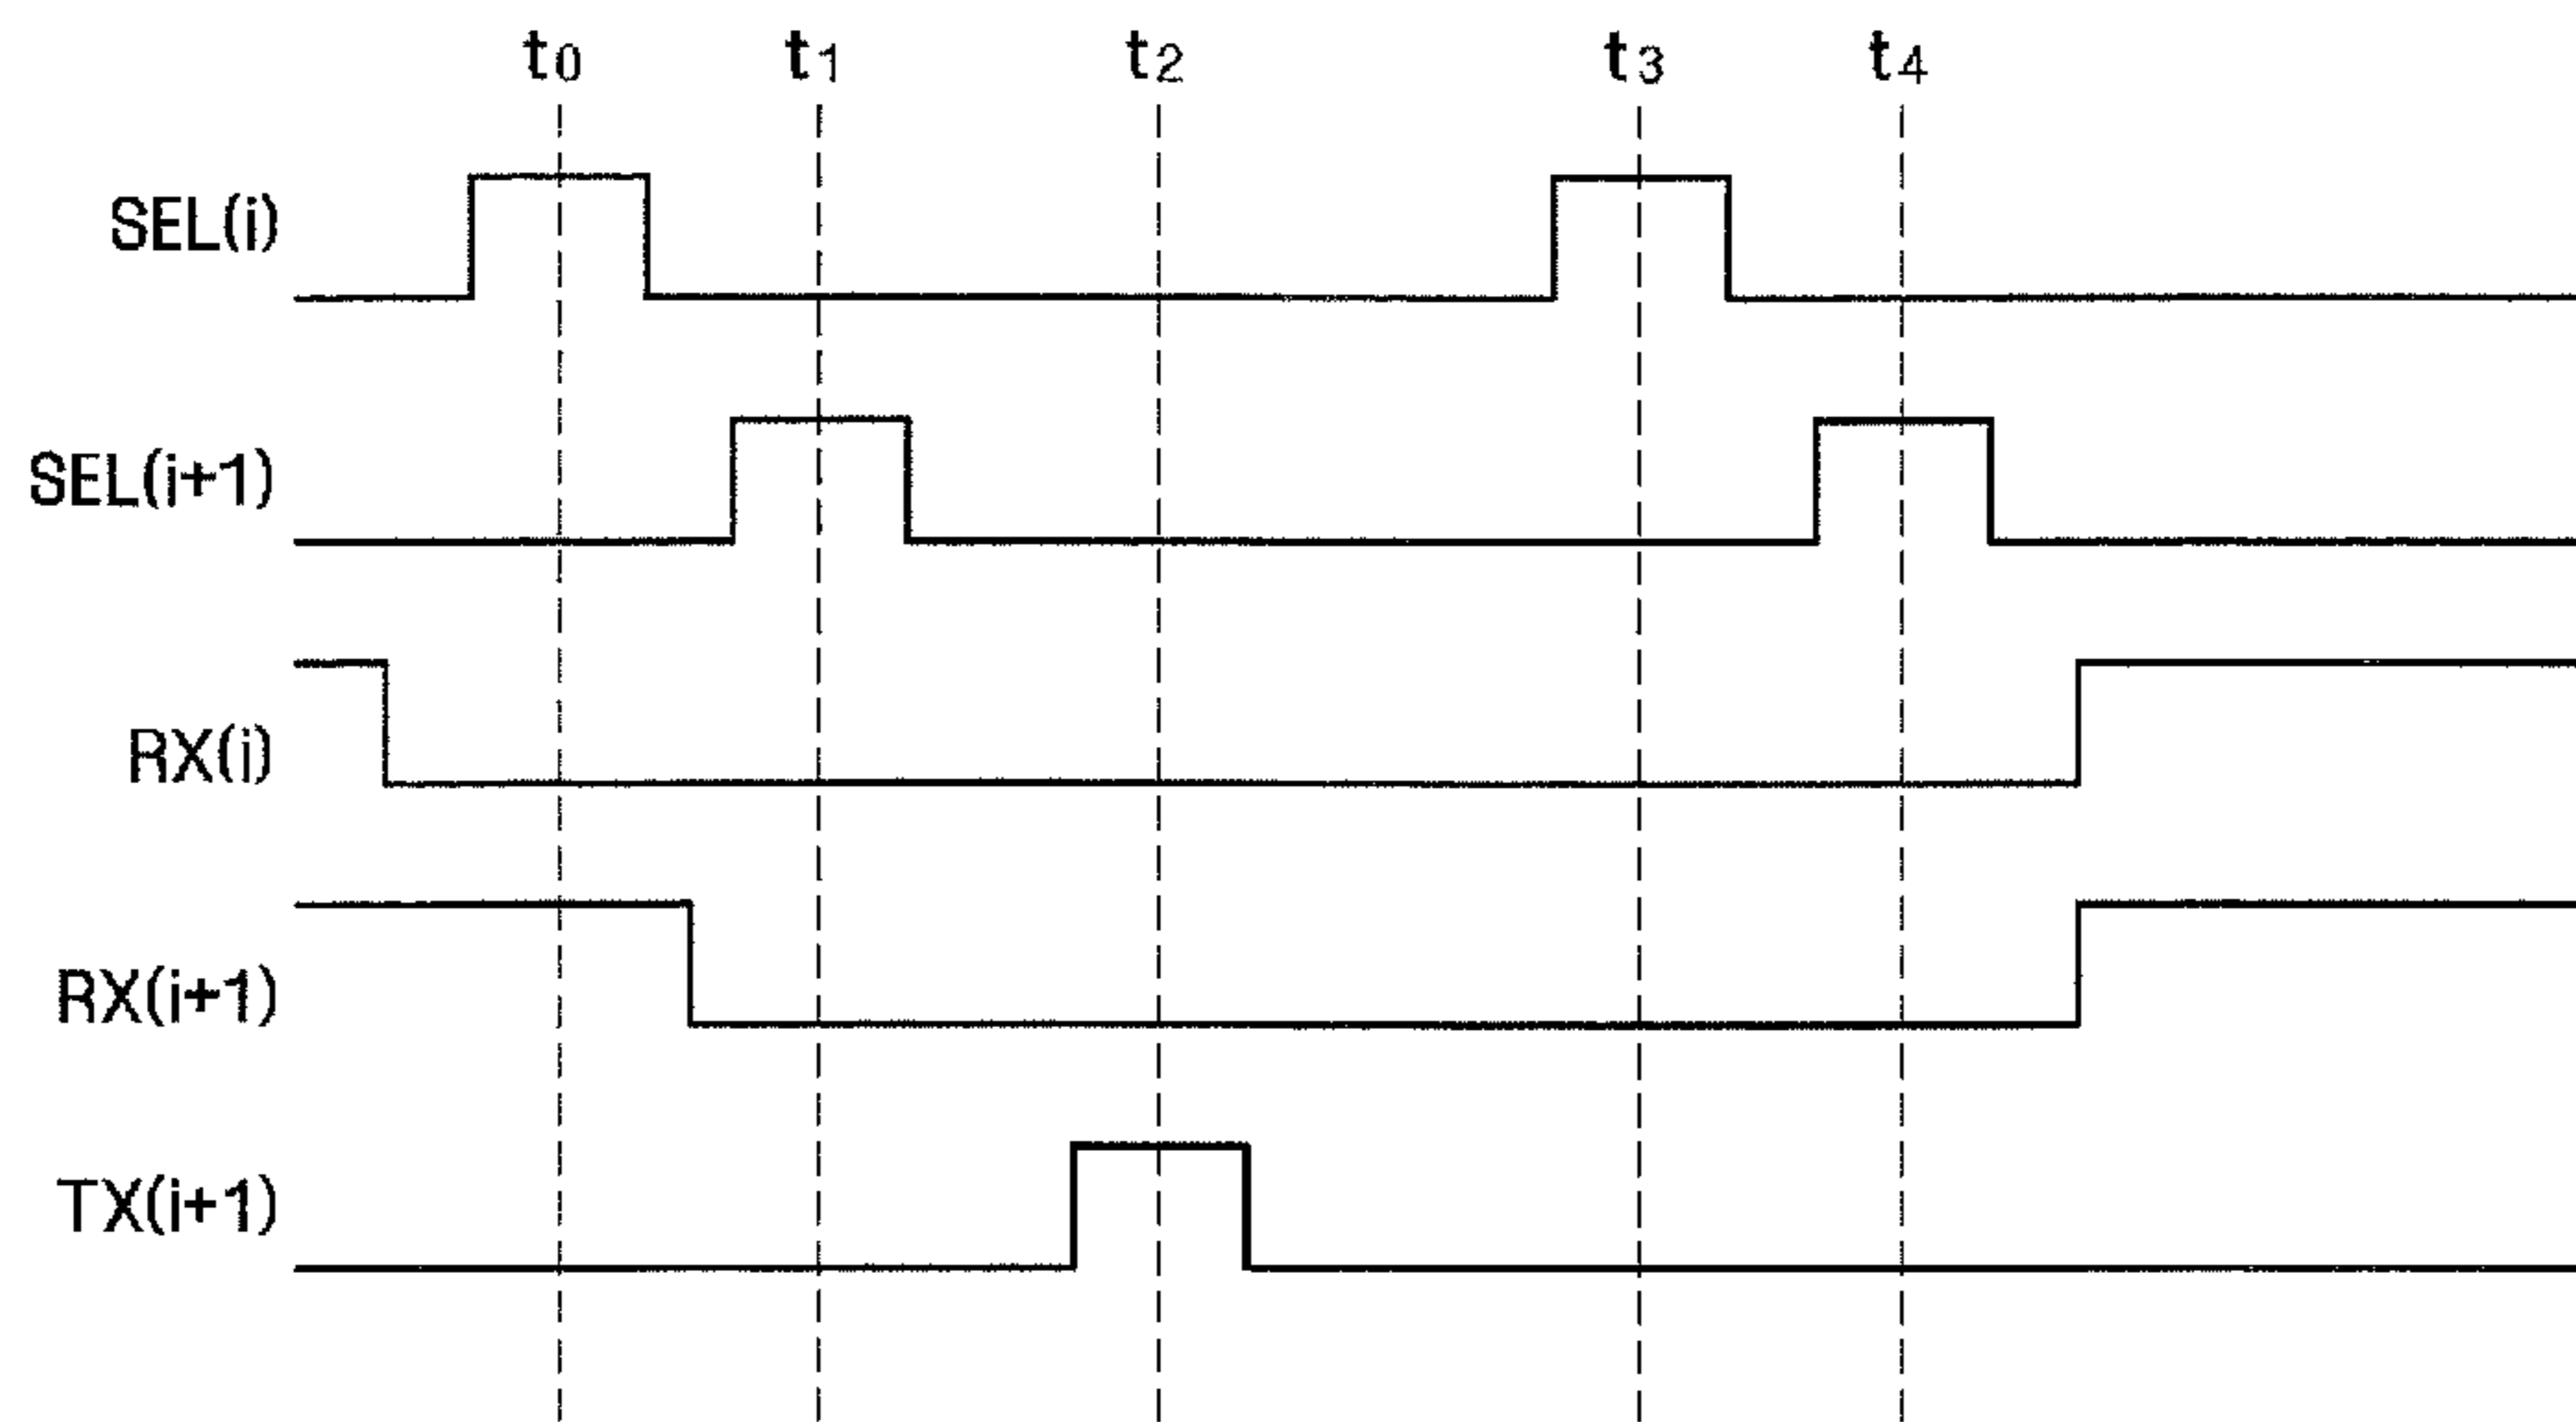 t0 t1 t2 t3 t4
SEL(i)
SEL(i+1)
RX(i)
RX(i+1)
TX(i+1)